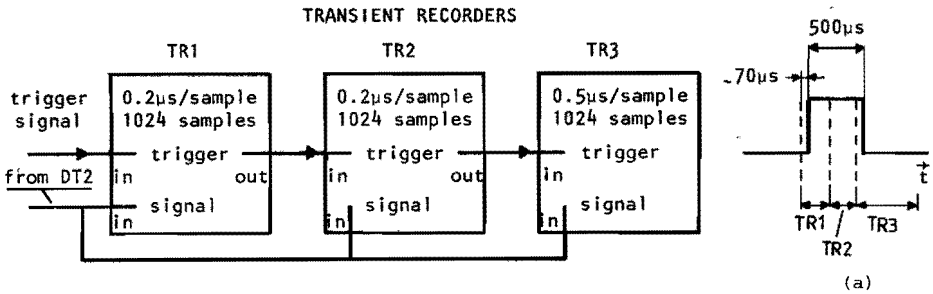 TRANSIENT RECORDERS
TR1
TR2
TR3
trigger
signal
from DT2
0.2µs/sample
1024 samples
trigger
in
out
signal
in
0.2µs/sample
1024 samples
trigger
in
out
signal
in
0.5µs/sample
1024 samples
trigger
in
signal
in
500µs
~70µs
t
TR1
TR2
TR3
(a)